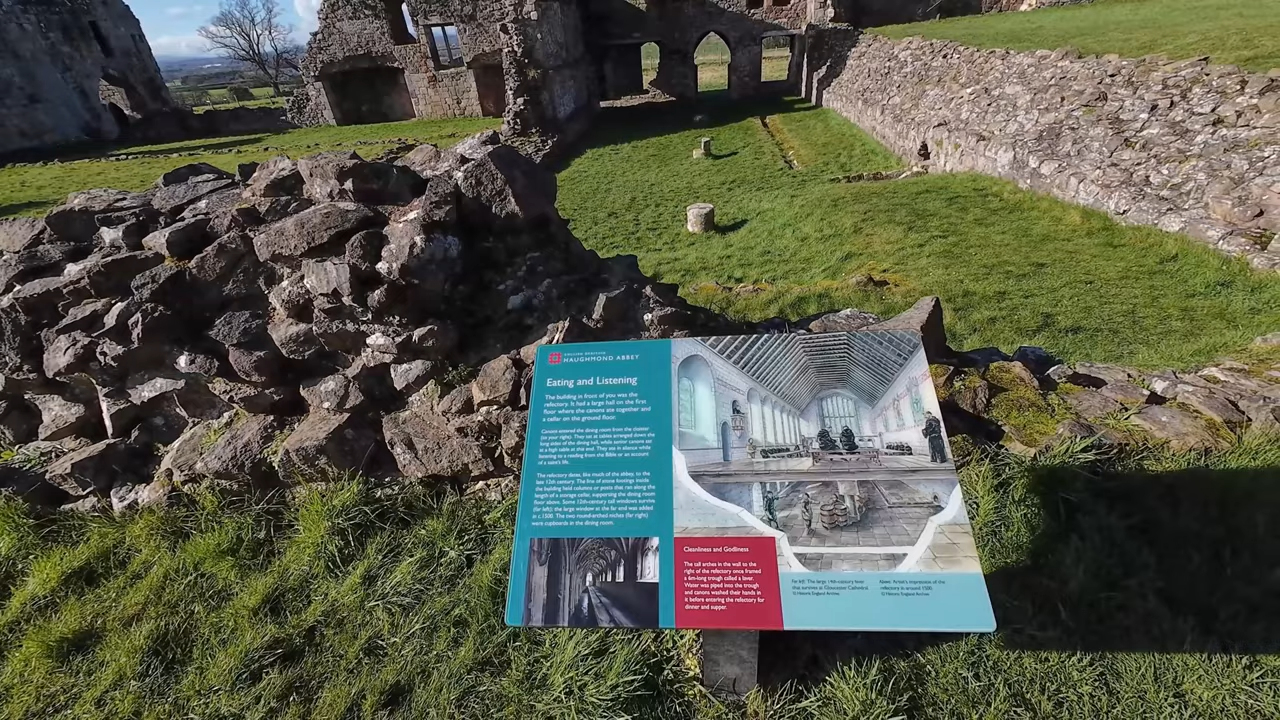 ENGLISH HERITAGE
HAUGHMOND ABBEY
Eating and Listening
The building in front of you was the
refectory. It had a large hall on the first
floor where the canons ate together and
a cellar on the ground floor.
Canons entered the dining room from the cloister
(to your right). They sat at tables arranged down the
long sides of the dining hall, while senior canons sat
at a high table at this end. They ate in silence while
listening to a reading from the Bible or an account
of a saint's life.
The refectory dates, like much of the abbey, to the
late 12th century. The line of stone footings inside
the building held columns or posts that ran along the
length of a storage cellar, supporting the dining room
floor above. Some 12th-century tall windows survive
(far left); the large window at the far end was added
in c.1500. The two round-arched niches (far right)
were cupboards in the dining room.
Cleanliness and Godliness
The tall arches in the wall to the
right of the refectory once framed
a 6m-long trough called a laver.
Water was piped into the trough
and canons washed their hands in
it before entering the refectory for
dinner and supper.
Far left: The large 14th-century laver
that survives at Gloucester Cathedral
© Historic England Archive
Above: Artist's impression of the
refectory in around 1500.
© Historic England Archive